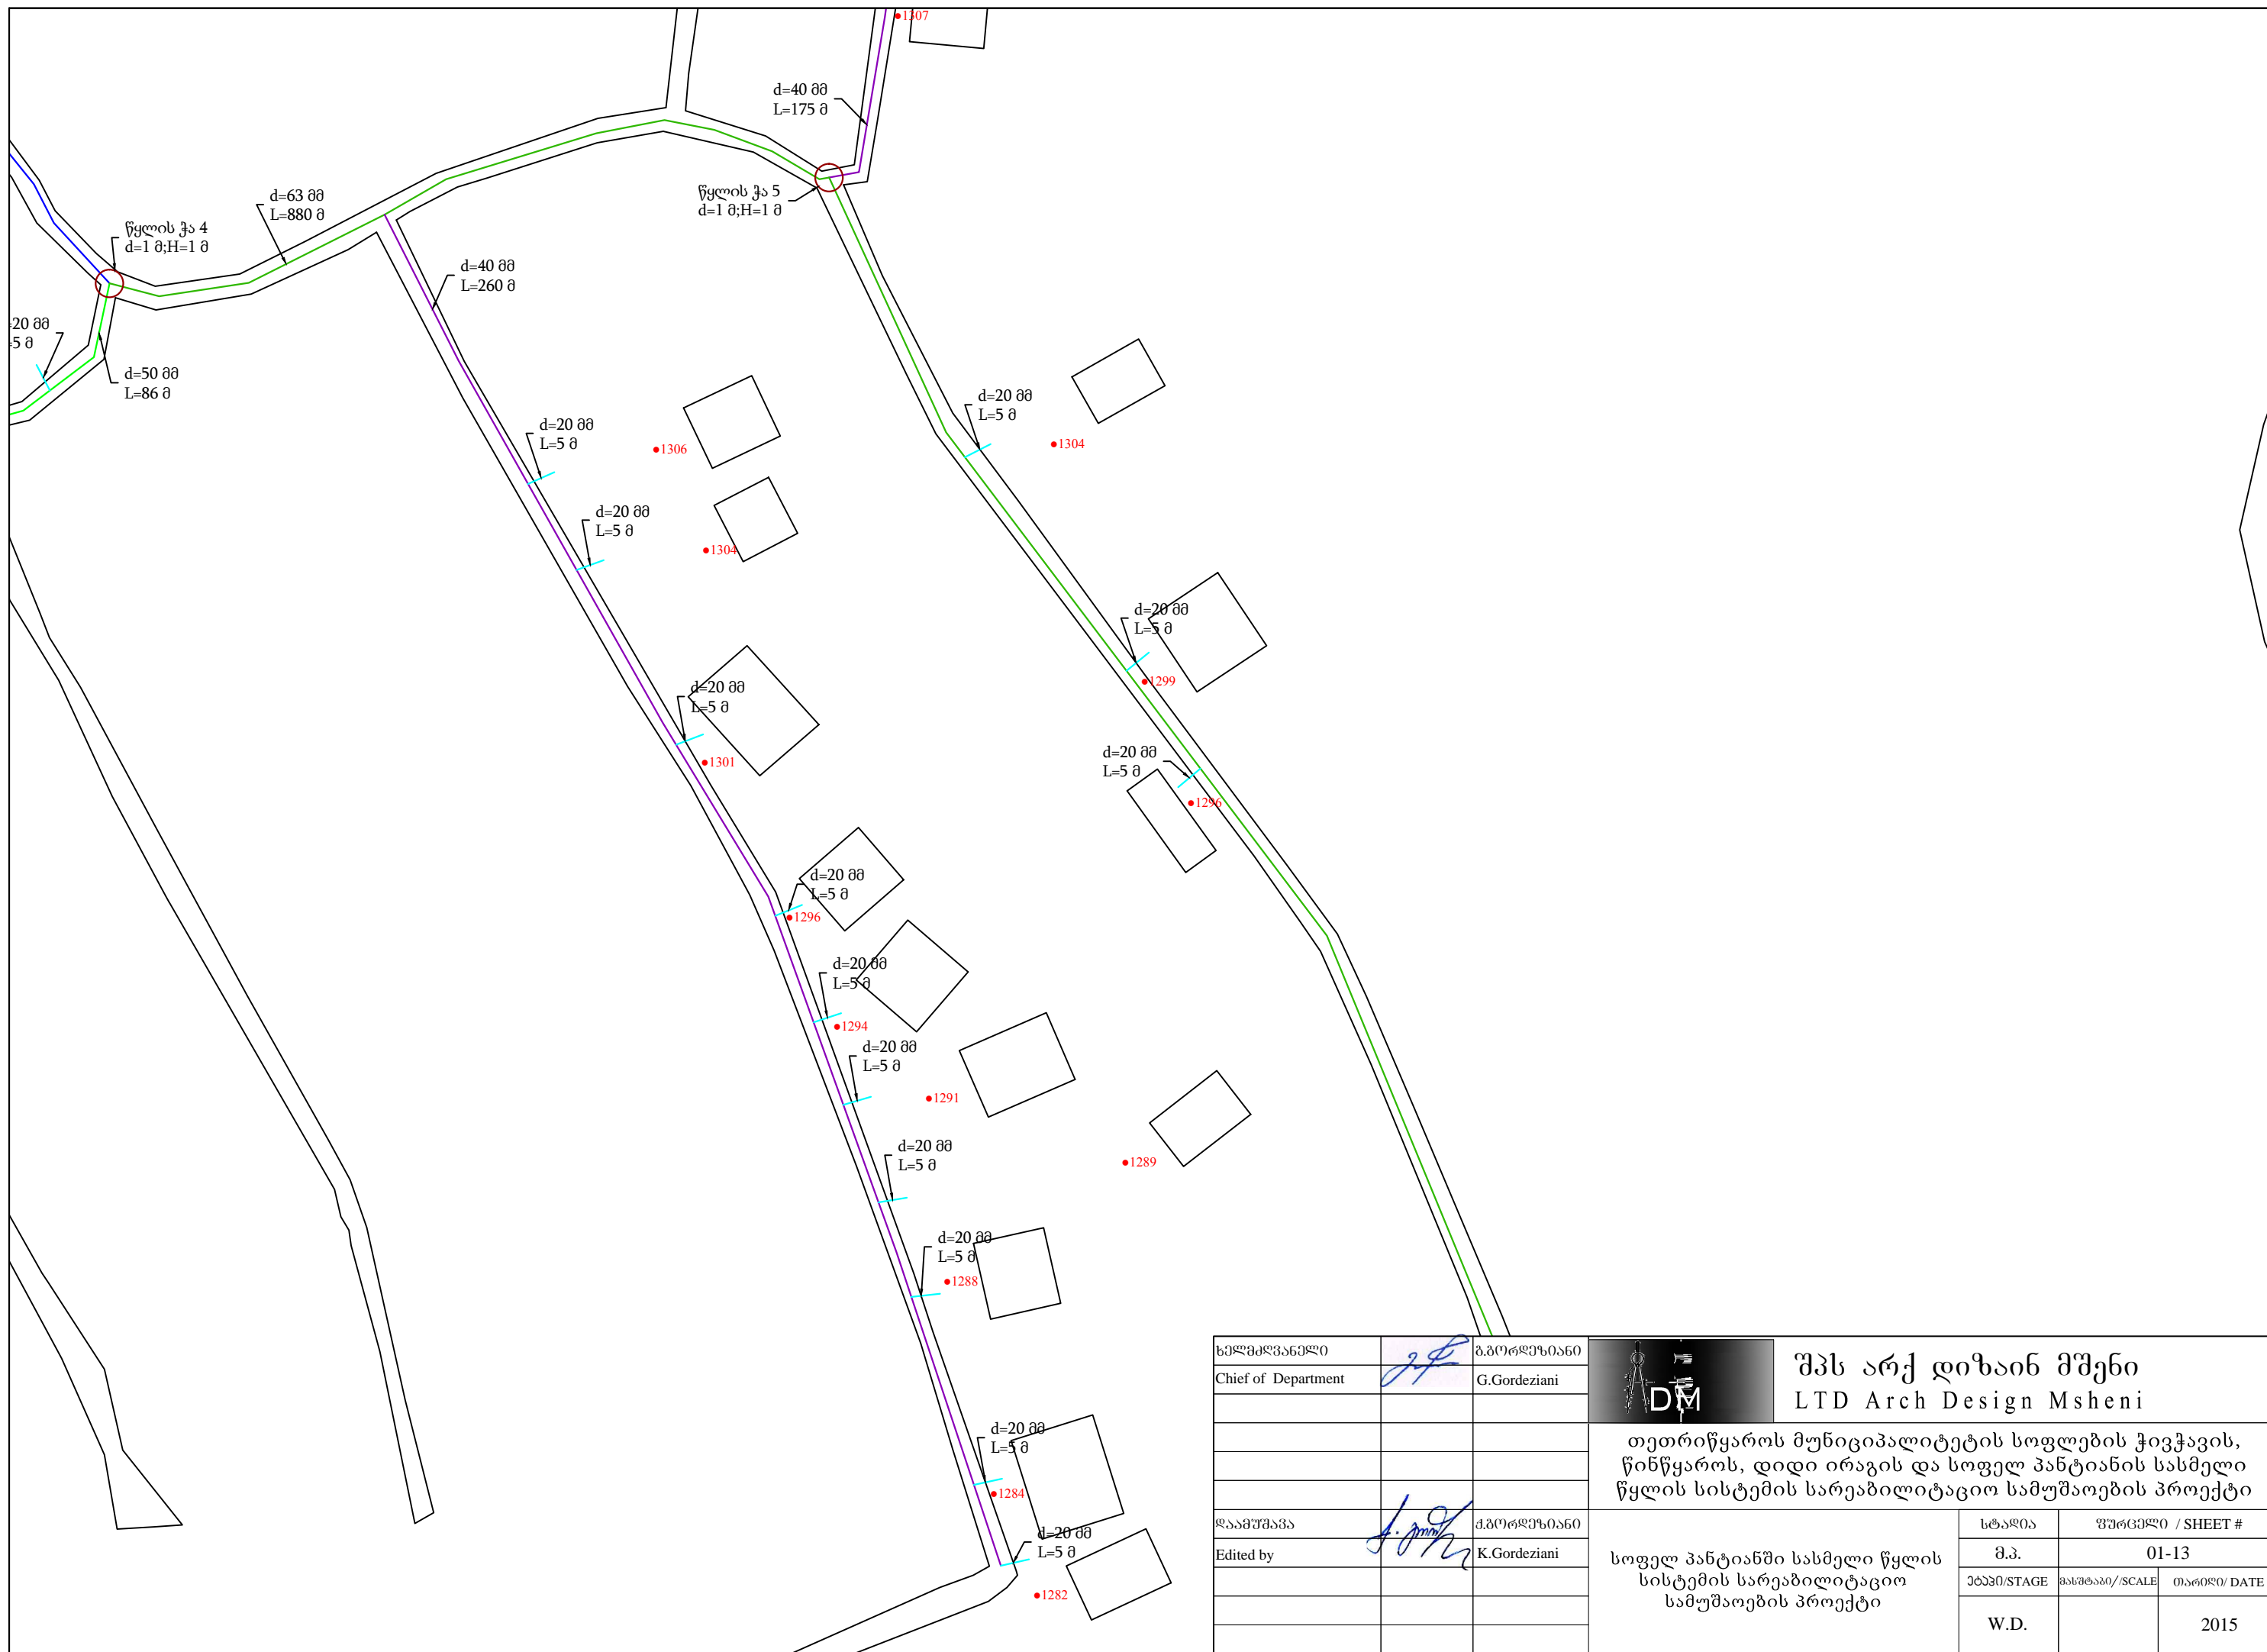 1307
d=40 მმ
L=175 მ
წყლის ჭა 5
d=1 მ;H=1 მ
d=63 მმ
L=880 მ
წყლის ჭა 4
d=1 მ;H=1 მ
d=40 მმ
L=260 მ
=20 მმ
=5 მ
d=50 მმ
L=86 მ
d=20 მმ
L=5 მ
1304
d=20 მმ
L=5 მ
1306
d=20 მმ
L=5 მ
1304
d=20 მმ
L=5 მ
1299
d=20 მმ
L=5 მ
1301
d=20 მმ
L=5 მ
1296
d=20 მმ
L=5 მ
1296
d=20 მმ
L=5 მ
1294
d=20 მმ
L=5 მ
1291
d=20 მმ
L=5 მ
1289
d=20 მმ
L=5 მ
1288
d=20 მმ
L=5 მ
1284
d=20 მმ
L=5 მ
1282
ხელმძღვანელი გ.გორდეზიანი
Chief of Department G.Gordeziani
DM
შპს არქ დიზაინ მშენი
LTD Arch Design Msheni
თეთრიწყაროს მუნიციპალიტეტის სოფლების ჭივჭავის,
წინწყაროს, დიდი ირაგის და სოფელ პანტიანის სასმელი
წყლის სისტემის სარეაბილიტაციო სამუშაოების პროექტი
დაამუშავა ქ.გორდეზიანი
Edited by K.Gordeziani
სოფელ პანტიანში სასმელი წყლის
სისტემის სარეაბილიტაციო
სამუშაოების პროექტი
სტადია ფურცელი / SHEET #
მ.პ. 01-13
ეტაპი/STAGE მასშტაბი//SCALE თარიღი/ DATE
W.D. 2015